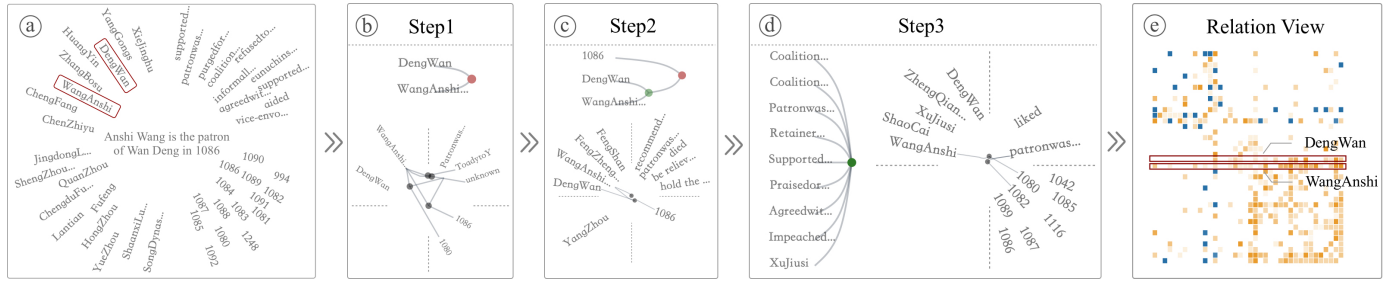 a
YangGongs
XieJinghu
HuangYin
DengWan
ZhangBosu
WangAnshi
ChengFang
ChenZhiyu
supported...
patronwas...
purgedfor...
coalition...
refusedto...
informall...
eunuchins...
agreedwit...
supported...
aided
vice-envo...
Anshi Wang is the patron
of Wan Deng in 1086
JingdongL...
ShengZhou...
QuanZhou
ChengduFu...
Fufeng
Lantian
HongZhou
YueZhou
ShaanxiLu...
SongDynas...
1090
994
1086
1089
1082
1084
1091
1081
1087
1088
1083
1085
1080
1248
1092
b
Step1
DengWan
WangAnshi...
WangAnshi
Patronwas...
ToadytoY
DengWan
unknown
1086
1080
c
Step2
1086
DengWan
WangAnshi...
FengShan
FengZheng...
WangAnshi...
DengWan
recommend...
patronwas...
died
be reliev...
hold the ...
1086
YangZhou
d
Step3
Coalition...
Coalition...
Patronwas...
Retainer...
Supported...
Praisedor...
Agreedwit...
Impeached...
XuJiusi
DengWan
ZhengQian...
XuJiusi
ShaoCai
WangAnshi
liked
patronwas...
1080
1042
1082
1085
1089
1116
1087
1086
e
Relation View
DengWan
WangAnshi